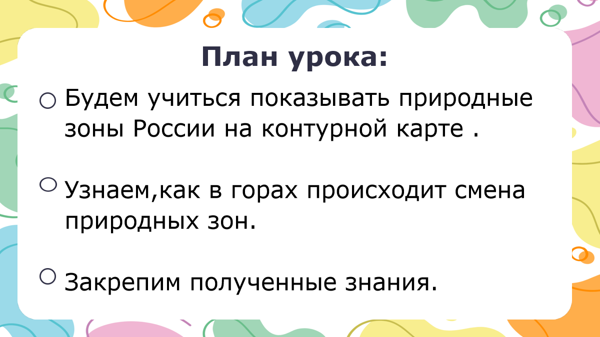 План урока:
Будем учиться показывать природные
зоны России на контурной карте .
Узнаем,как в горах происходит смена
природных зон.
Закрепим полученные знания.